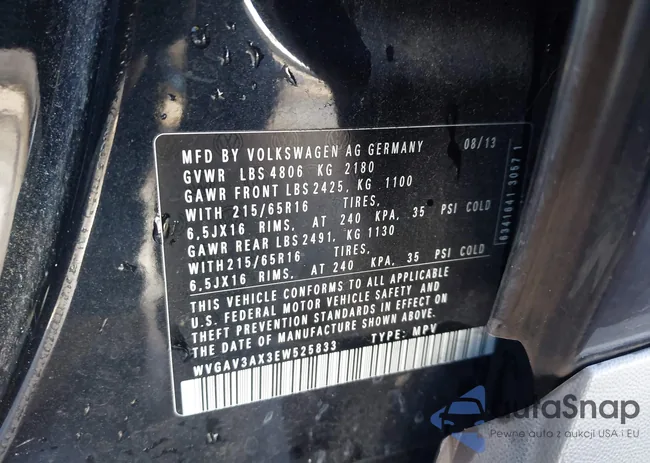 MFD BY VOLKSWAGEN AG GERMANY 08/13
GVWR LBS 4806 KG 2180
GAWR FRONT LBS 2425, KG 1100
WITH 215/65R16 TIRES,
6,5JX16 RIMS, AT 240 KPA, 35 PSI COLD
GAWR REAR LBS 2491, KG 1130
WITH 215/65R16 TIRES,
6,5JX16 RIMS, AT 240 KPA, 35 PSI COLD
THIS VEHICLE CONFORMS TO ALL APPLICABLE
U.S. FEDERAL MOTOR VEHICLE SAFETY AND
THEFT PREVENTION STANDARDS IN EFFECT ON
THE DATE OF MANUFACTURE SHOWN ABOVE.
WVGAV3AX3EW525833 TYPE: MPV
AutaSnap
Pewne auta z aukcji USA i EU